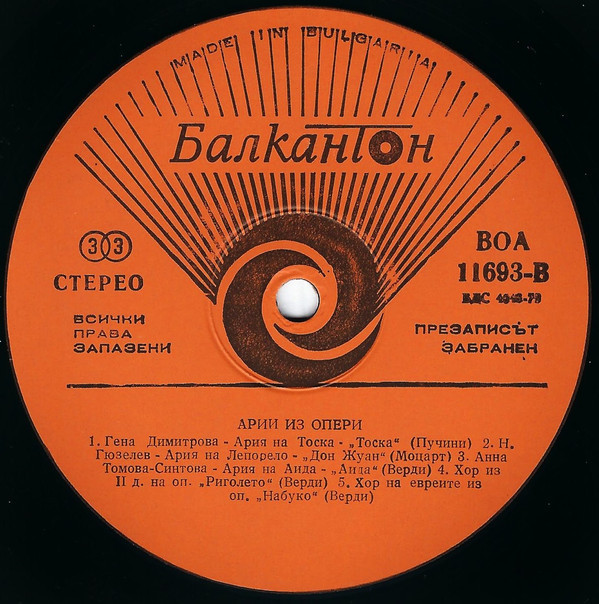 MADE IN BULGARIA
Балкантон
33
СТЕРЕО
ВСИЧКИ
ПРАВА
ЗАПАЗЕНИ
ВОА
11693-В
БДС 4048-79
ПРЕЗАПИСЪТ
ЗАБРАНЕН
АРИИ ИЗ ОПЕРИ
1. Гена Димитрова - Ария на Тоска - „Тоска“ (Пучини) 2. Н.
Гюзелев - Ария на Лепорело - „Дон Жуан“ (Моцарт) 3. Анна
Томова-Синтова - Ария на Аида - „Аида“ (Верди) 4. Хор из
II д. на оп. „Риголето“ (Верди) 5. Хор на евреите из
оп. „Набуко“ (Верди)